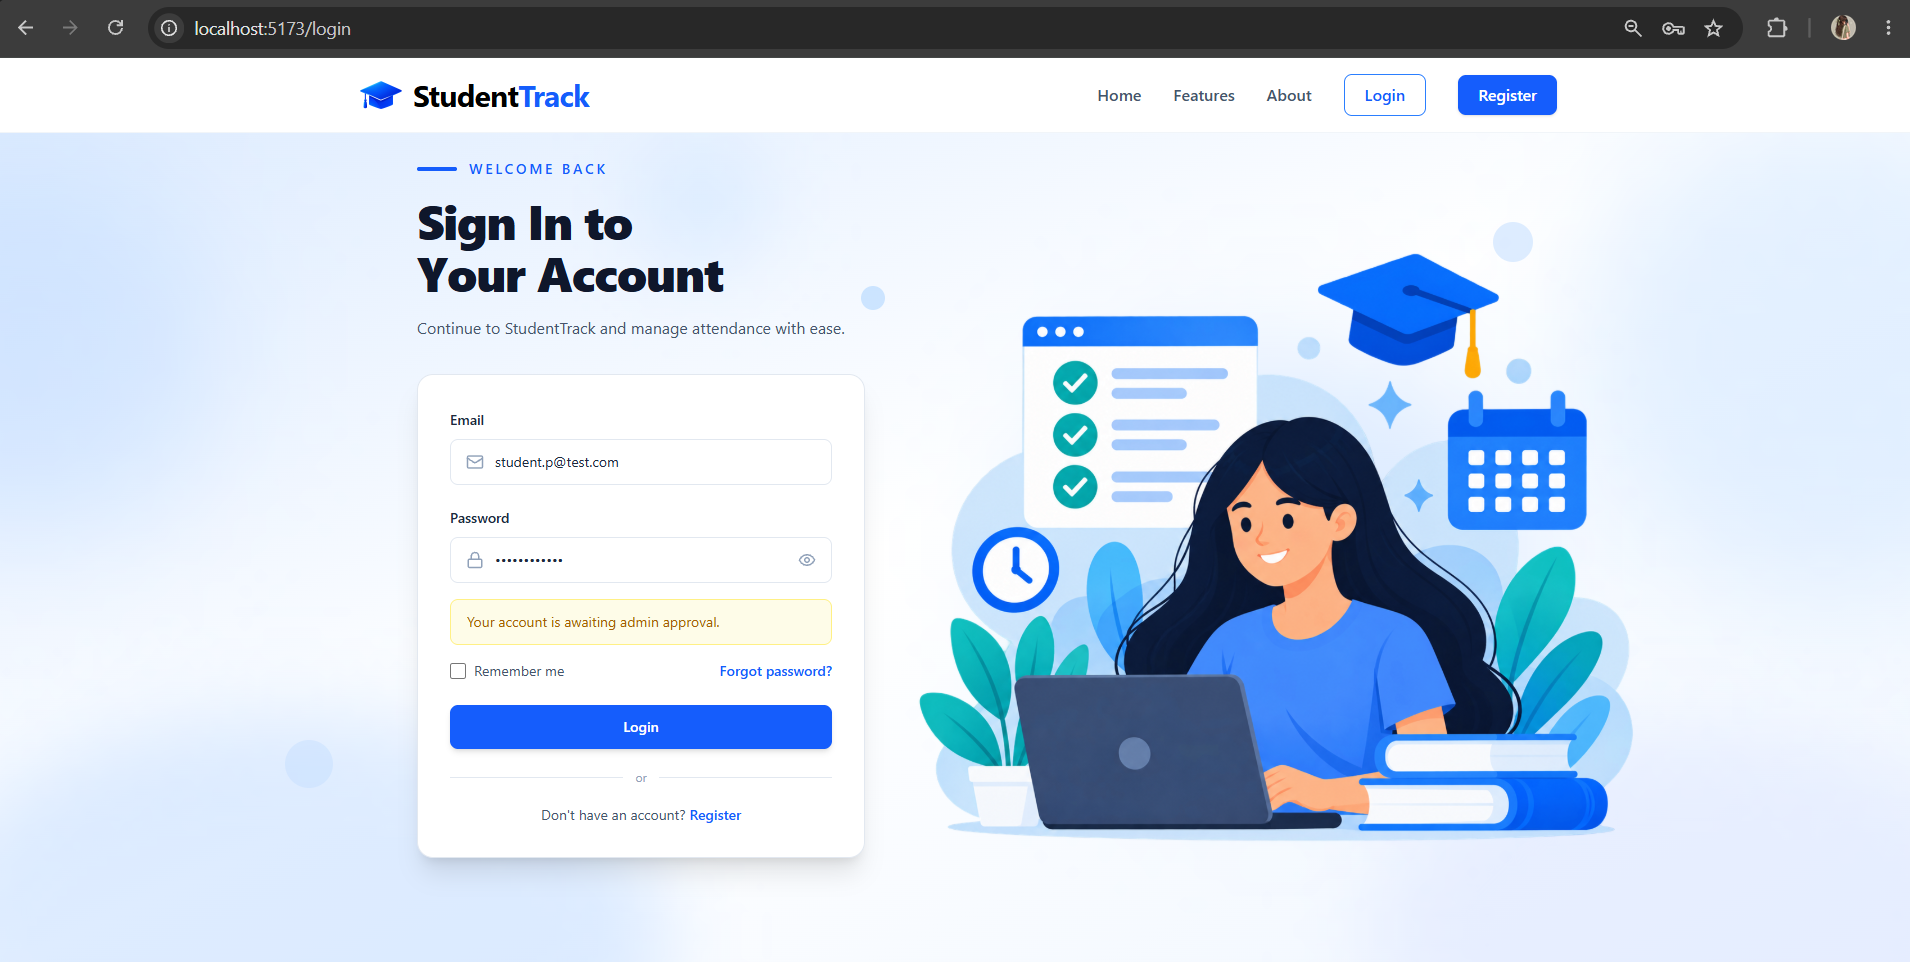 localhost:5173/login
StudentTrack
Home
Features
About
Login
Register
WELCOME BACK
Sign In to
Your Account
Continue to StudentTrack and manage attendance with ease.
Email
student.p@test.com
Password
••••••••••••
Your account is awaiting admin approval.
Remember me
Forgot password?
Login
or
Don't have an account? Register